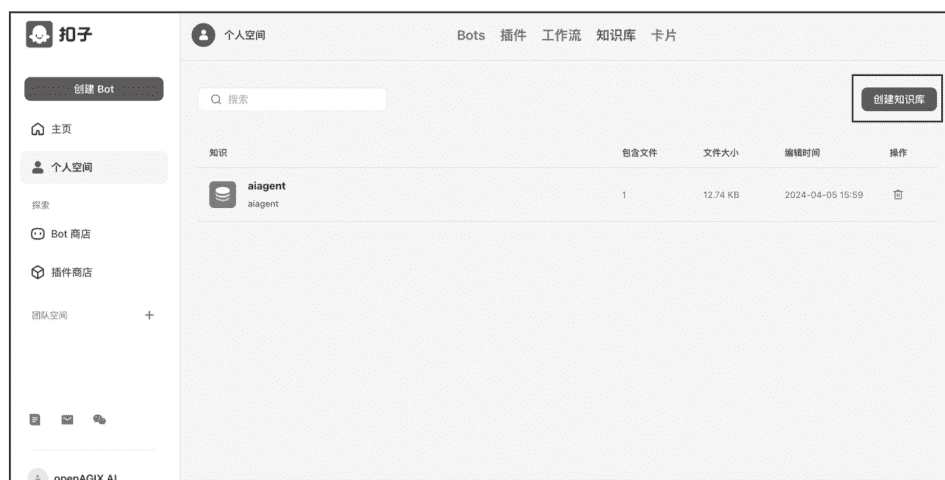 扣子
创建 Bot
主页
个人空间
探索
Bot 商店
插件商店
团队空间 +
openAGIX AI
个人空间
Bots 插件 工作流 知识库 卡片
搜索
创建知识库
知识 包含文件 文件大小 编辑时间 操作
aiagent
aiagent
1 12.74 KB 2024-04-05 15:59